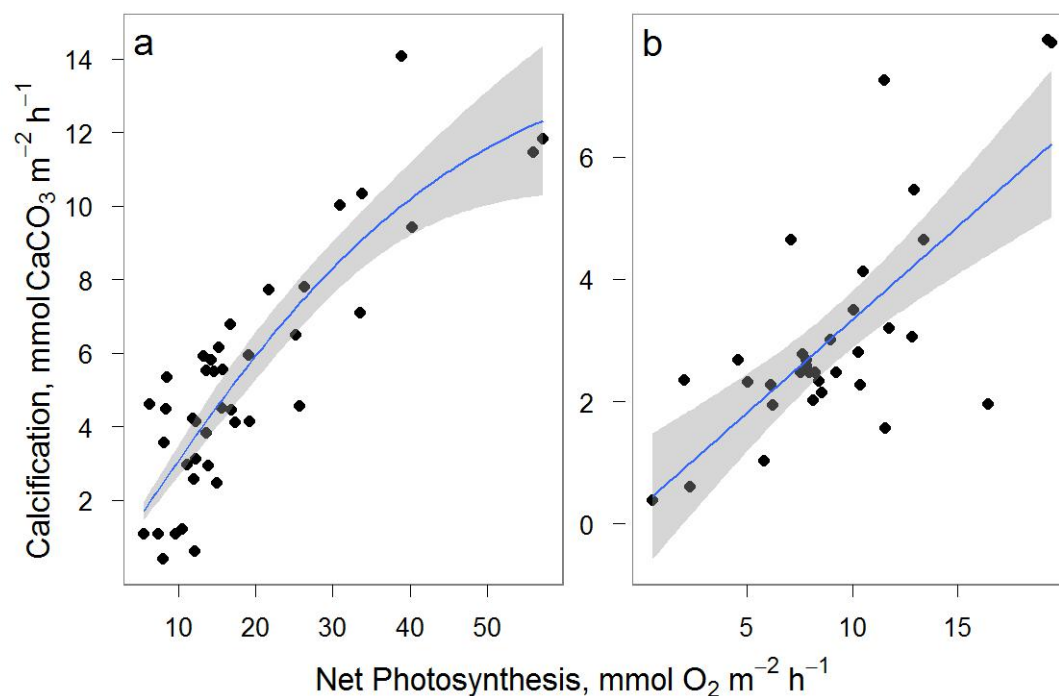 a
b
Calcification, mmol CaCO₃ m⁻² h⁻¹
14
12
10
8
6
4
2
6
4
2
0
10 20 30 40 50
5 10 15
Net Photosynthesis, mmol O₂ m⁻² h⁻¹